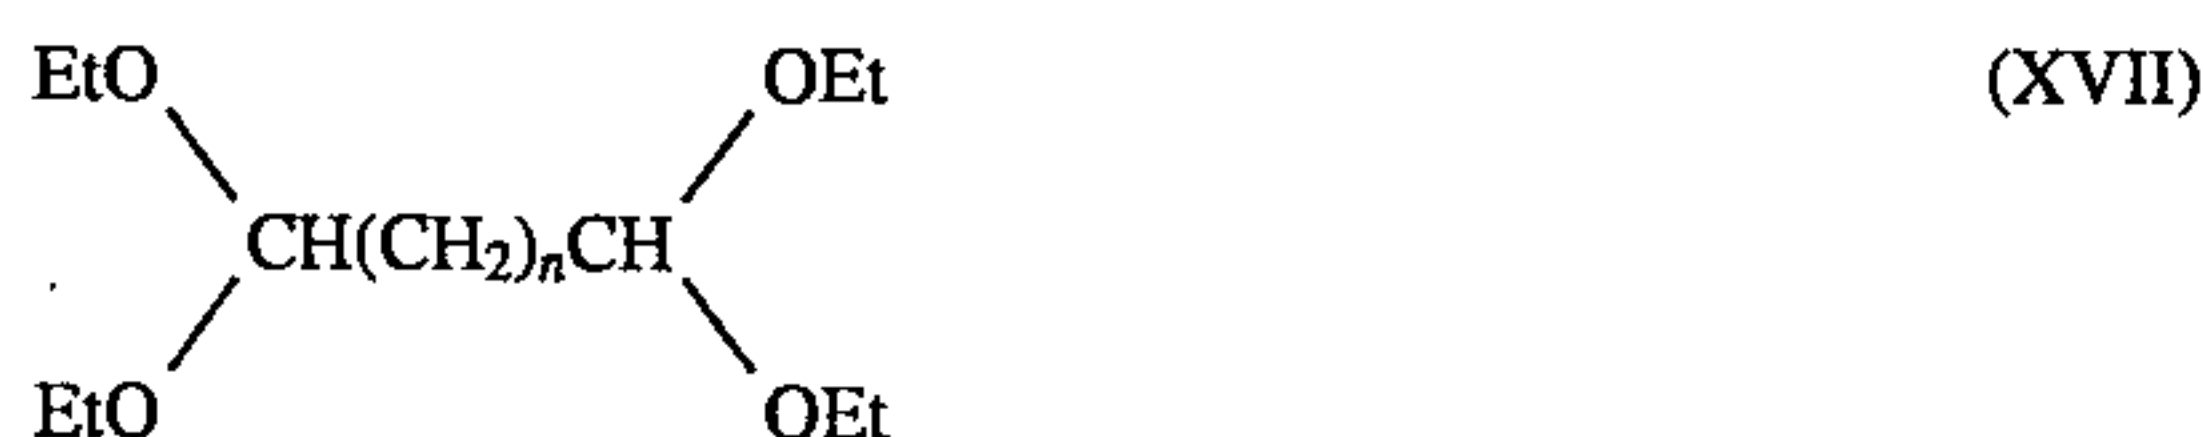 EtO OEt (XVII)
CH(CH₂)ₙCH
EtO OEt